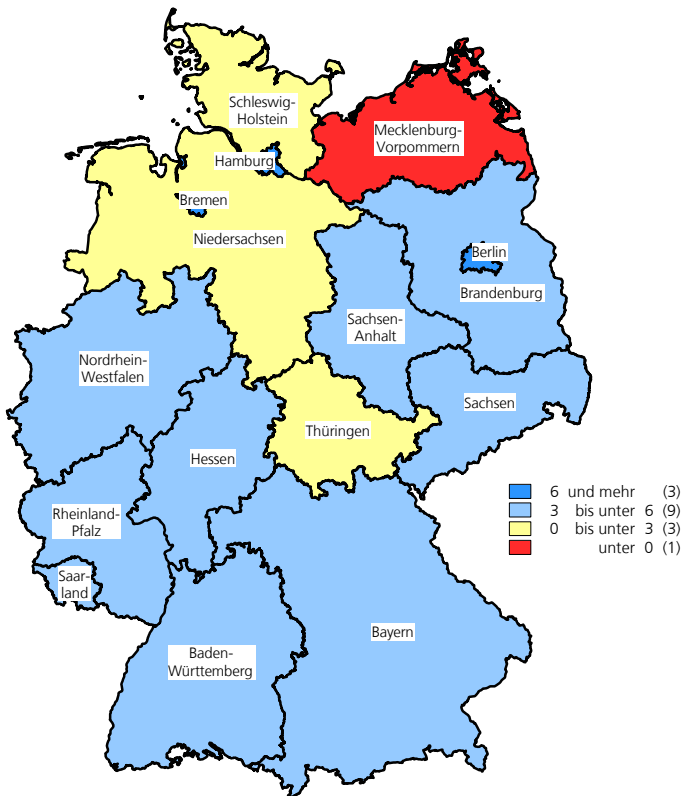 Schleswig-
Holstein
Mecklenburg-
Vorpommern
Hamburg
Bremen
Niedersachsen
Berlin
Brandenburg
Sachsen-
Anhalt
Nordrhein-
Westfalen
Sachsen
Thüringen
Hessen
Rheinland-
Pfalz
Saar-
land
Bayern
Baden-
Württemberg
6 und mehr (3)
3 bis unter 6 (9)
0 bis unter 3 (3)
unter 0 (1)